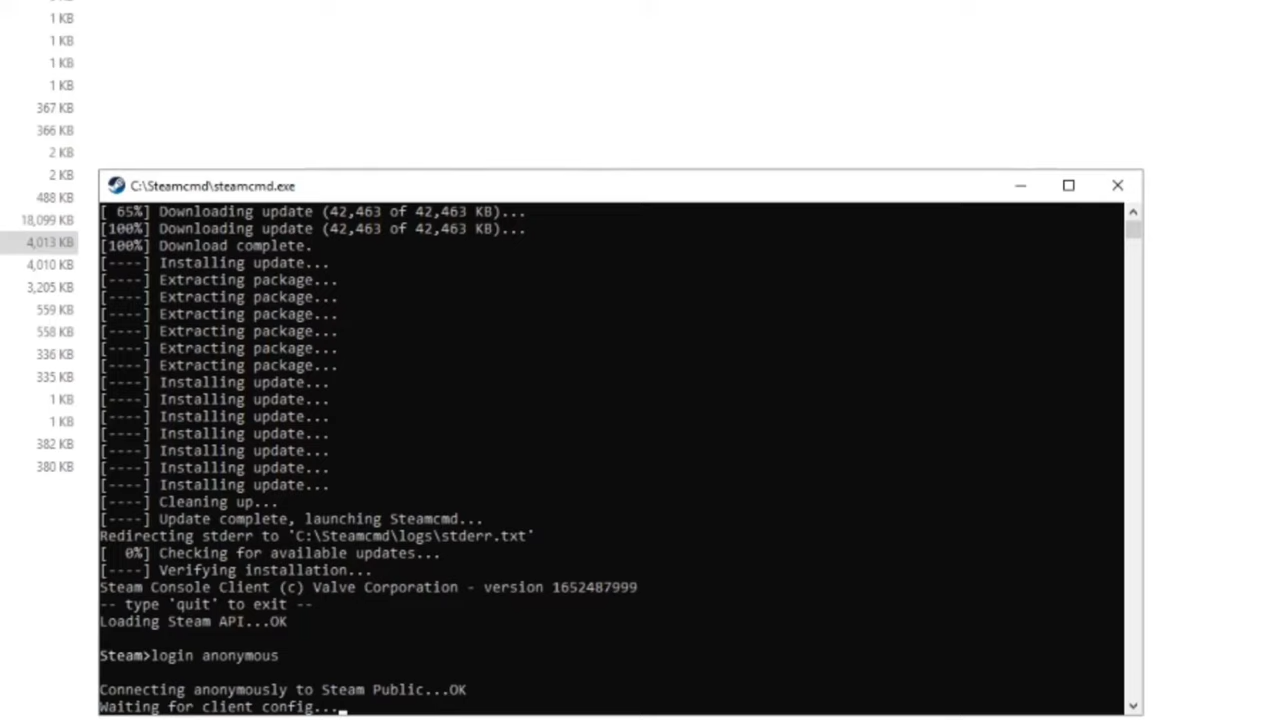 1 KB
1 KB
1 KB
1 KB
367 KB
366 KB
2 KB
2 KB
488 KB
18,099 KB
4,013 KB
4,010 KB
3,205 KB
559 KB
558 KB
336 KB
335 KB
1 KB
1 KB
382 KB
380 KB
C:\Steamcmd\steamcmd.exe
[ 65%] Downloading update (42,463 of 42,463 KB)...
[100%] Downloading update (42,463 of 42,463 KB)...
[100%] Download complete.
[----] Installing update...
[----] Extracting package...
[----] Extracting package...
[----] Extracting package...
[----] Extracting package...
[----] Extracting package...
[----] Extracting package...
[----] Installing update...
[----] Installing update...
[----] Installing update...
[----] Installing update...
[----] Installing update...
[----] Installing update...
[----] Installing update...
[----] Cleaning up...
[----] Update complete, launching Steamcmd...
Redirecting stderr to 'C:\Steamcmd\logs\stderr.txt'
[  0%] Checking for available updates...
[----] Verifying installation...
Steam Console Client (c) Valve Corporation - version 1652487999
-- type 'quit' to exit --
Loading Steam API...OK
Steam>login anonymous
Connecting anonymously to Steam Public...OK
Waiting for client config...